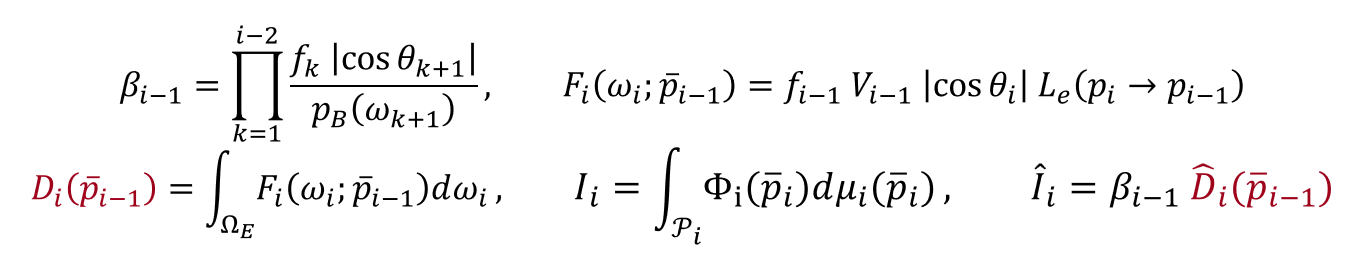 β_{i−1} = ∏_{k=1}^{i−2} \frac{f_k |cos θ_{k+1}|}{p_B(ω_{k+1})} , F_i(ω_i; p̄_{i−1}) = f_{i−1} V_{i−1} |cos θ_i| L_e(p_i → p_{i−1})
D_i(p̄_{i−1}) = ∫_{Ω_E} F_i(ω_i; p̄_{i−1})dω_i , I_i = ∫_{𝒫_i} Φ_i(p̄_i)dμ_i(p̄_i) , Î_i = β_{i−1} D̂_i(p̄_{i−1})